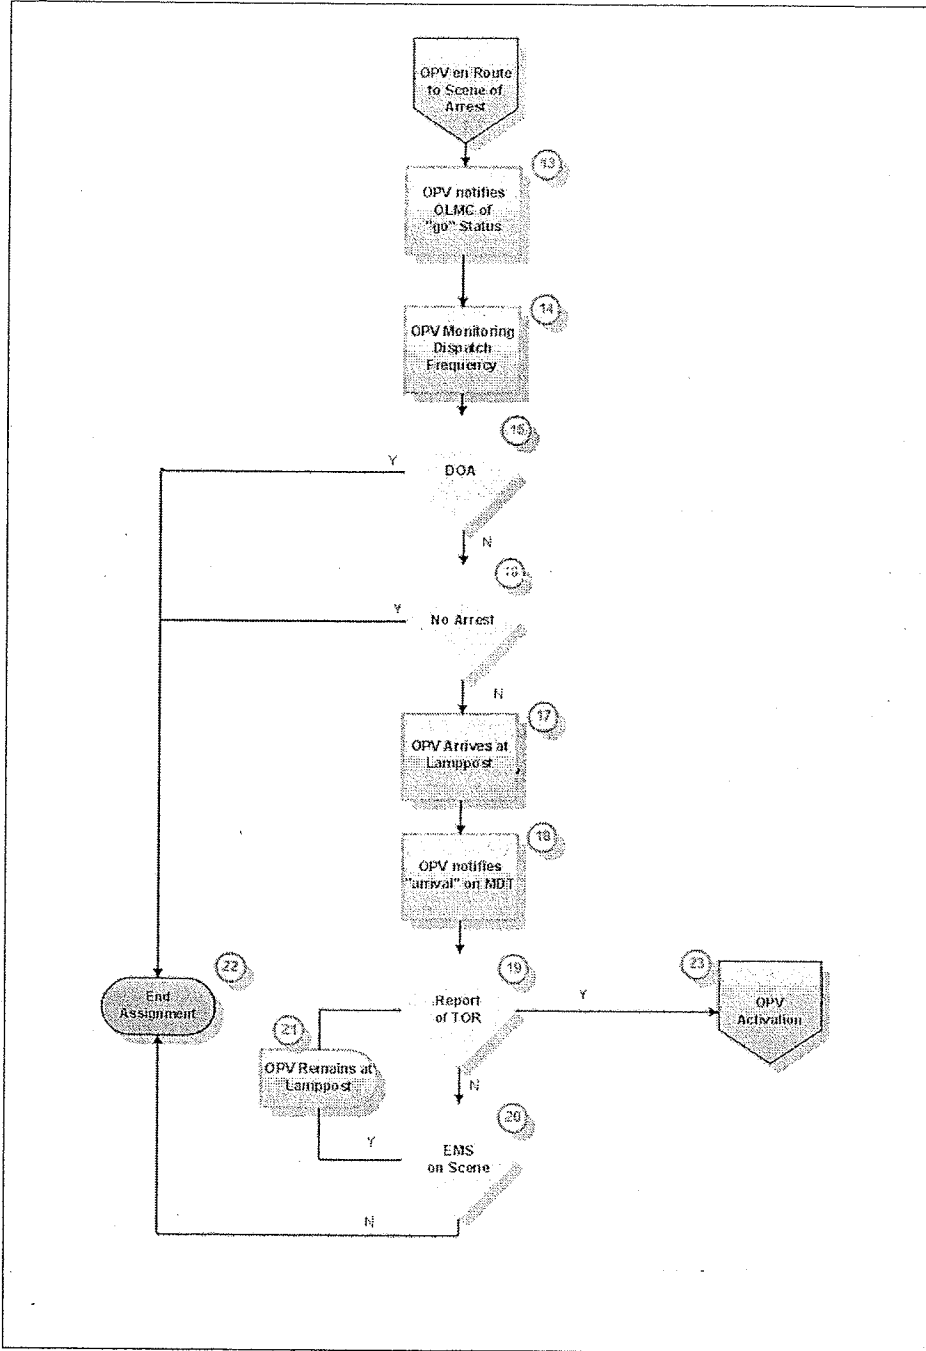 OPV en Route
to Scene of
Arrest
13
OPV notifies
OLMC of
"go" Status
14
OPV Monitoring
Dispatch
Frequency
15
Y
DOA
N
16
Y
No Arrest
N
17
OPV Arrives at
Lamppost
18
OPV notifies
"arrival" on MDT
22
End
Assignment
19
Report
of TOR
Y
23
OPV
Activation
21
OPV Remains at
Lamppost
N
20
Y
EMS
on Scene
N